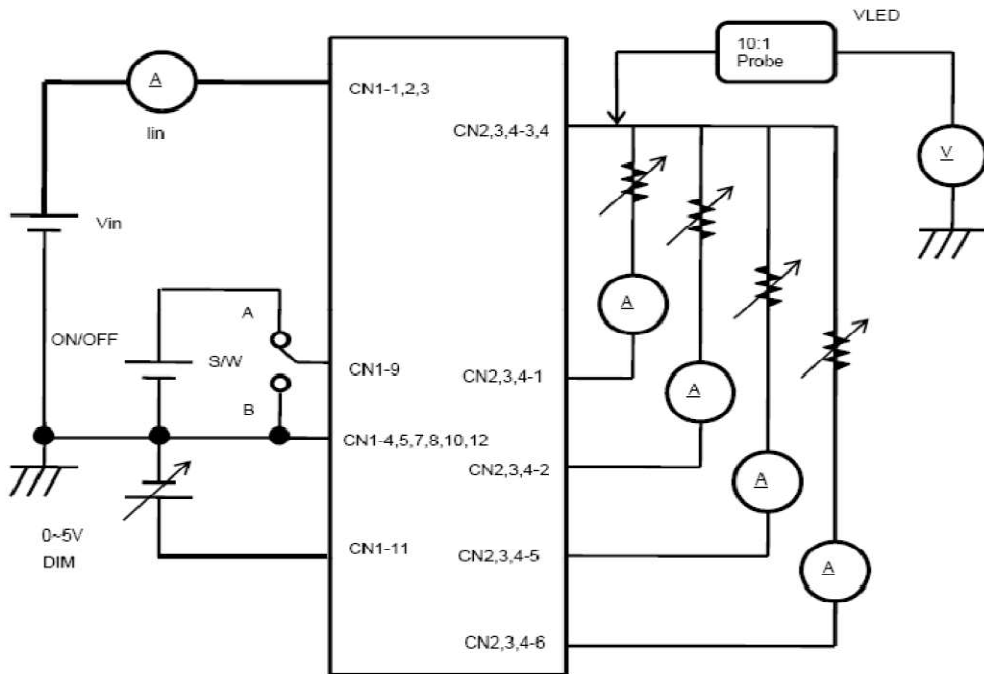 VLED
10:1
Probe
A
Iin
CN1-1,2,3
CN2,3,4-3,4
V
Vin
A
ON/OFF
S/W
A
CN1-9
CN2,3,4-1
A
B
CN1-4,5,7,8,10,12
CN2,3,4-2
A
0~5V
DIM
CN1-11
CN2,3,4-5
A
CN2,3,4-6